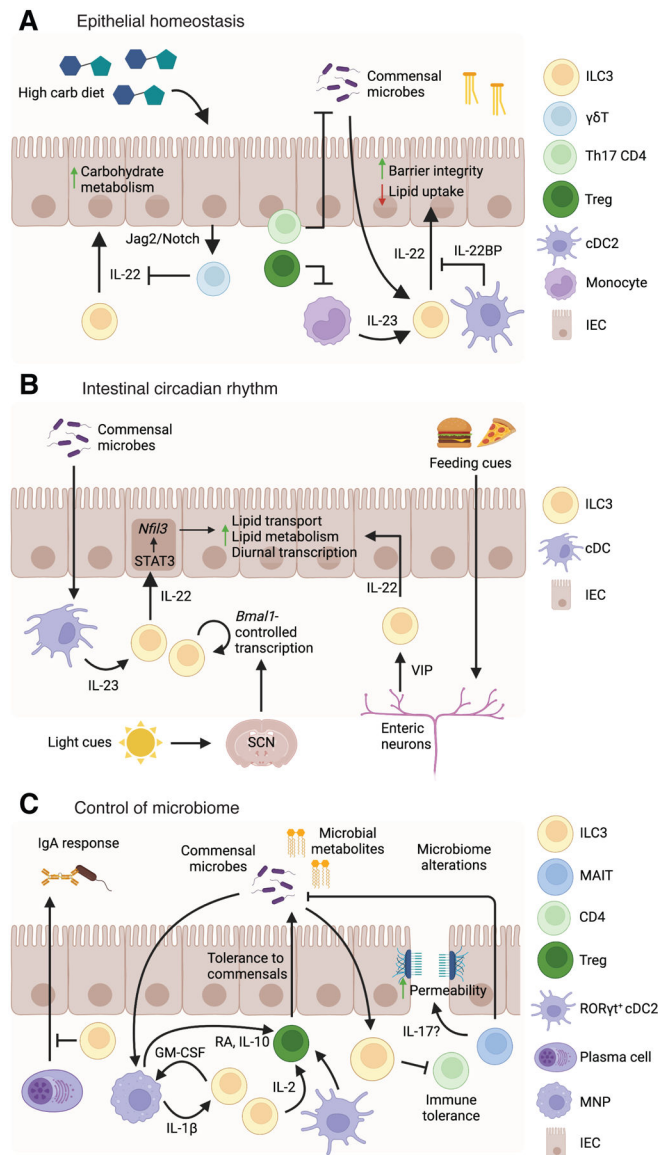 A
Epithelial homeostasis
High carb diet
Commensal
microbes
Carbohydrate
metabolism
Barrier integrity
Lipid uptake
Jag2/Notch
IL-22
IL-22
IL-22BP
IL-23
ILC3
γδT
Th17 CD4
Treg
cDC2
Monocyte
IEC
B
Intestinal circadian rhythm
Commensal
microbes
Feeding cues
Nfil3
STAT3
Lipid transport
Lipid metabolism
Diurnal transcription
IL-22
IL-22
Bmal1-
controlled
transcription
IL-23
VIP
Light cues
SCN
Enteric
neurons
ILC3
cDC
IEC
C
Control of microbiome
IgA response
Commensal
microbes
Microbial
metabolites
Microbiome
alterations
Tolerance to
commensals
Permeability
RA, IL-10
IL-17?
GM-CSF
IL-2
IL-1β
Immune
tolerance
ILC3
MAIT
CD4
Treg
RORγt+ cDC2
Plasma cell
MNP
IEC